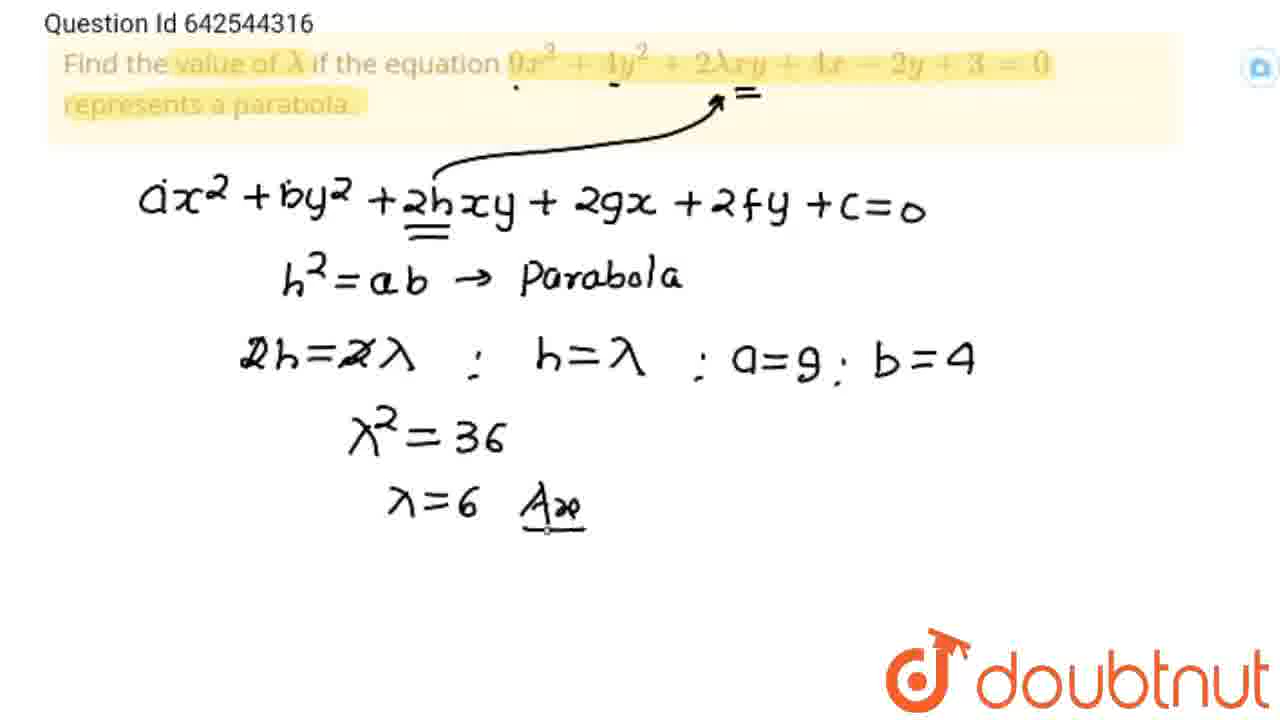 Question Id 642544316
Find the value of λ if the equation 9x² + 4y² + 2λxy + 4x − 2y + 3 = 0
represents a parabola.
ax² + by² + 2hxy + 2gx + 2fy + c = 0
h² = ab → Parabola
2h = 2λ : h = λ : a = 9 : b = 4
λ² = 36
λ = 6 Ans
doubtnut